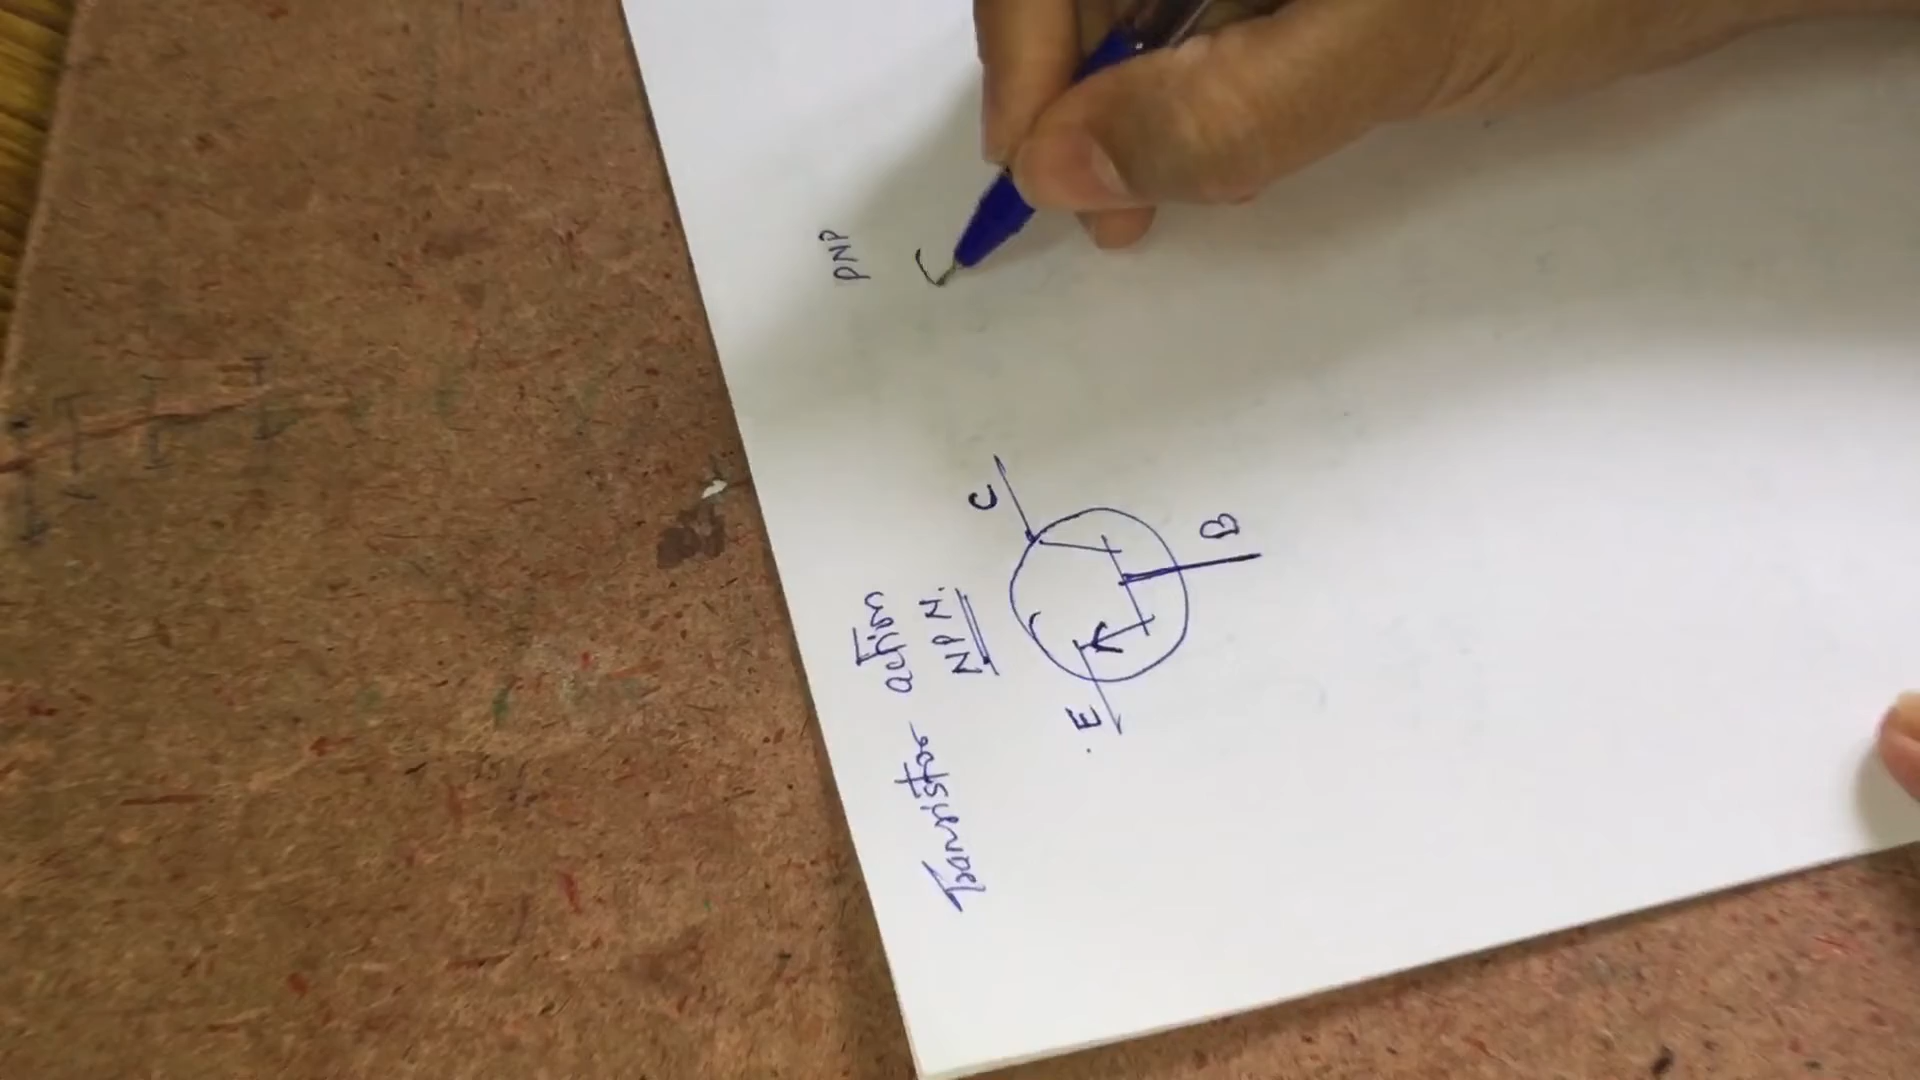 Transistor action
NPN.
PNP
C
E
B